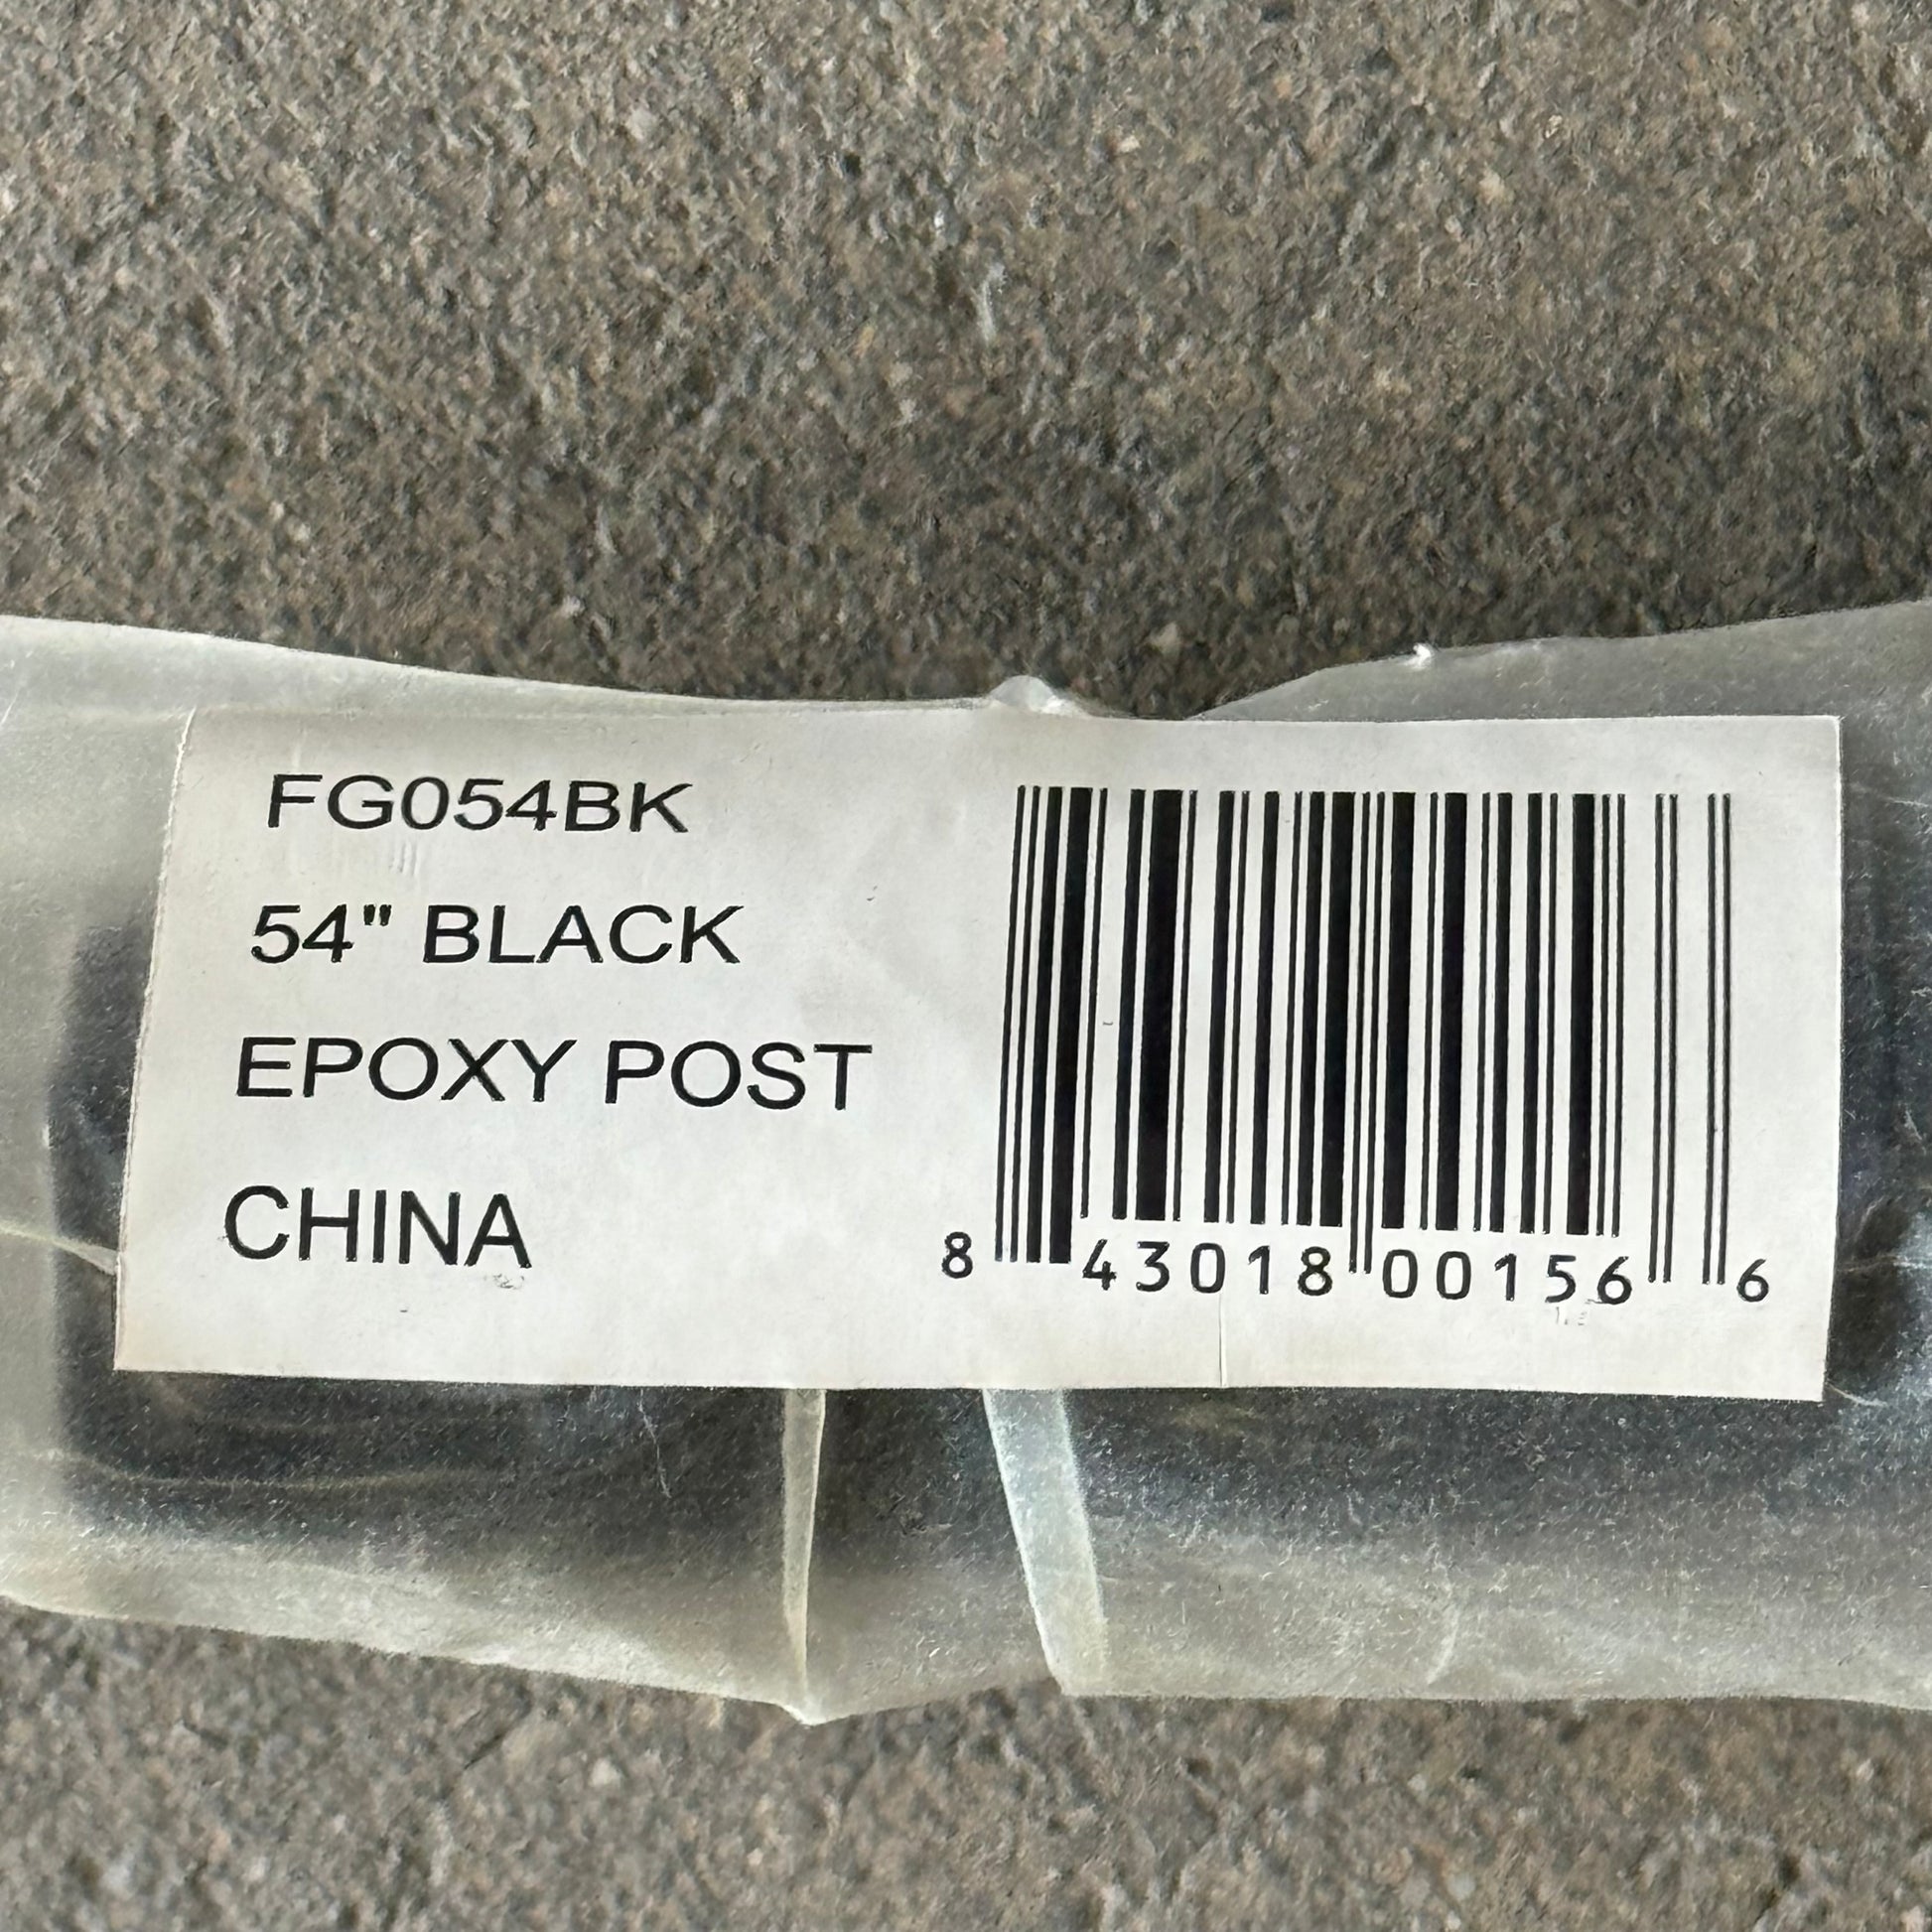 FG054BK
54" BLACK
EPOXY POST
CHINA
8 43018 00156 6